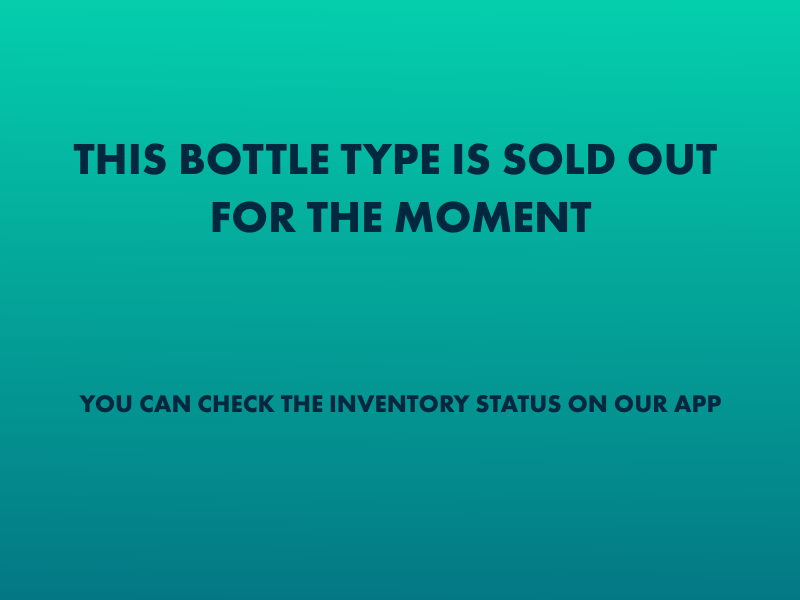 THIS BOTTLE TYPE IS SOLD OUT
FOR THE MOMENT
YOU CAN CHECK THE INVENTORY STATUS ON OUR APP